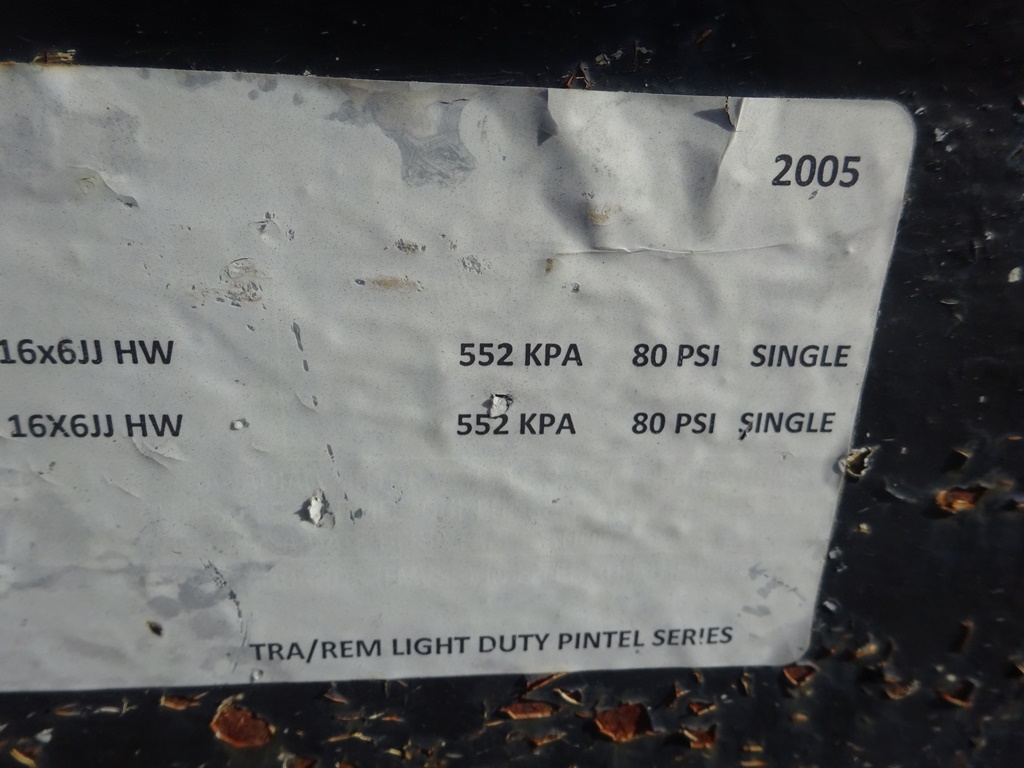 2005
16x6JJ HW 552 KPA 80 PSI SINGLE
16X6JJ HW 552 KPA 80 PSI SINGLE
TRA/REM LIGHT DUTY PINTEL SERIES